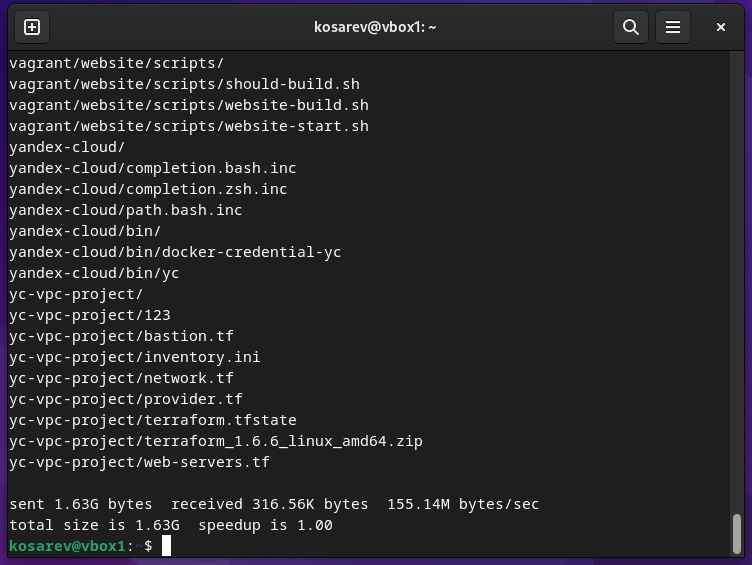 kosarev@vbox1: ~
vagrant/website/scripts/
vagrant/website/scripts/should-build.sh
vagrant/website/scripts/website-build.sh
vagrant/website/scripts/website-start.sh
yandex-cloud/
yandex-cloud/completion.bash.inc
yandex-cloud/completion.zsh.inc
yandex-cloud/path.bash.inc
yandex-cloud/bin/
yandex-cloud/bin/docker-credential-yc
yandex-cloud/bin/yc
yc-vpc-project/
yc-vpc-project/123
yc-vpc-project/bastion.tf
yc-vpc-project/inventory.ini
yc-vpc-project/network.tf
yc-vpc-project/provider.tf
yc-vpc-project/terraform.tfstate
yc-vpc-project/terraform_1.6.6_linux_amd64.zip
yc-vpc-project/web-servers.tf
sent 1.63G bytes  received 316.56K bytes  155.14M bytes/sec
total size is 1.63G  speedup is 1.00
kosarev@vbox1:~$